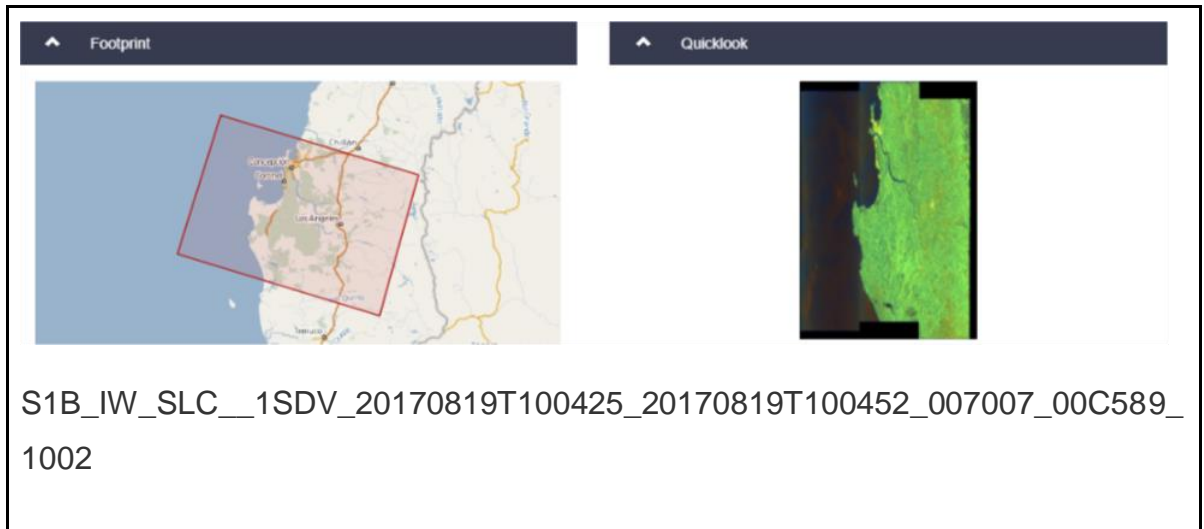 Footprint
Quicklook
Chillán
Concepción
Coronel
Los Angeles
Temuco
S1B_IW_SLC__1SDV_20170819T100425_20170819T100452_007007_00C589_
1002